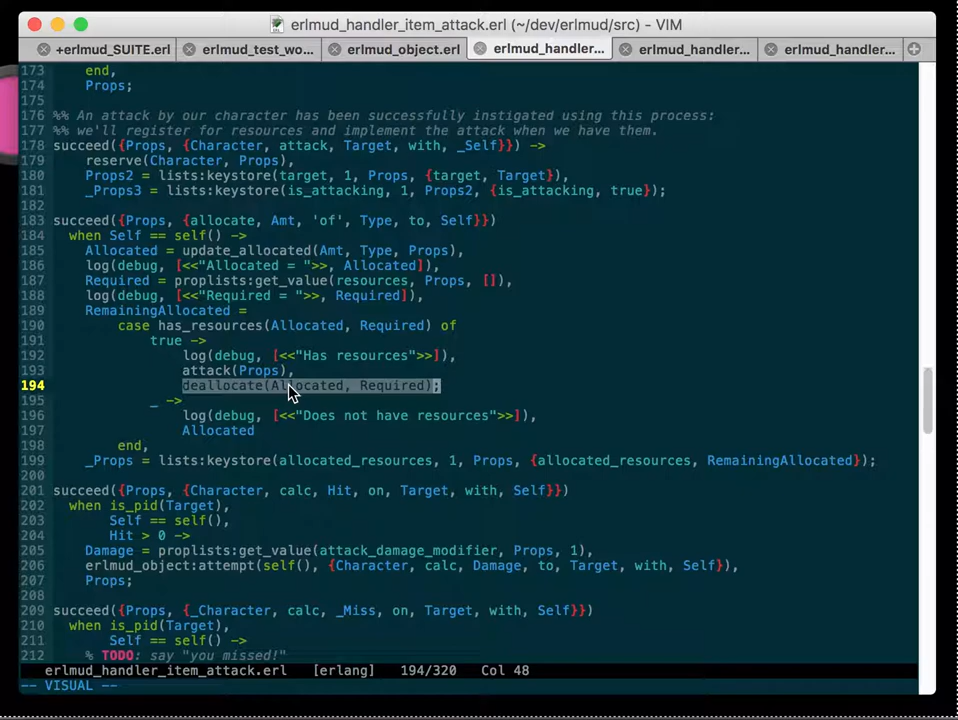 erlmud_handler_item_attack.erl (~/dev/erlmud/src) - VIM
+erlmud_SUITE.erl erlmud_test_wo... erlmud_object.erl erlmud_handler... erlmud_handler... erlmud_handler...
173 end,
174 Props;
175
176 %% An attack by our character has been successfully instigated using this process:
177 %% we'll register for resources and implement the attack when we have them.
178 succeed({Props, {Character, attack, Target, with, _Self}}) ->
179 reserve(Character, Props),
180 Props2 = lists:keystore(target, 1, Props, {target, Target}),
181 _Props3 = lists:keystore(is_attacking, 1, Props2, {is_attacking, true});
182
183 succeed({Props, {allocate, Amt, 'of', Type, to, Self}})
184 when Self == self() ->
185 Allocated = update_allocated(Amt, Type, Props),
186 log(debug, [<<"Allocated = ">>, Allocated]),
187 Required = proplists:get_value(resources, Props, []),
188 log(debug, [<<"Required = ">>, Required]),
189 RemainingAllocated =
190 case has_resources(Allocated, Required) of
191 true ->
192 log(debug, [<<"Has resources">>]),
193 attack(Props),
194 deallocate(Allocated, Required);
195 _ ->
196 log(debug, [<<"Does not have resources">>]),
197 Allocated
198 end,
199 _Props = lists:keystore(allocated_resources, 1, Props, {allocated_resources, RemainingAllocated});
200
201 succeed({Props, {Character, calc, Hit, on, Target, with, Self}})
202 when is_pid(Target),
203 Self == self(),
204 Hit > 0 ->
205 Damage = proplists:get_value(attack_damage_modifier, Props, 1),
206 erlmud_object:attempt(self(), {Character, calc, Damage, to, Target, with, Self}),
207 Props;
208
209 succeed({Props, {_Character, calc, _Miss, on, Target, with, Self}})
210 when is_pid(Target),
211 Self == self() ->
212 % TODO: say "you missed!"
erlmud_handler_item_attack.erl [erlang] 194/320 Col 48
-- VISUAL --